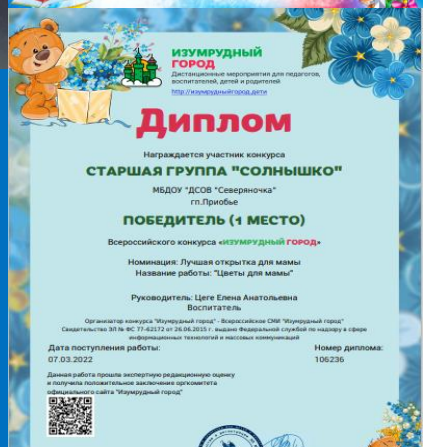 ИЗУМРУДНЫЙ
ГОРОД
Дистанционные мероприятия для педагогов,
воспитателей, детей и родителей
http://изумрудныйгород.дети
Диплом
Награждается участник конкурса
СТАРШАЯ ГРУППА "СОЛНЫШКО"
МБДОУ "ДСОВ "Северяночка"
гп.Приобье
ПОБЕДИТЕЛЬ (1 МЕСТО)
Всероссийского конкурса «ИЗУМРУДНЫЙ ГОРОД»
Номинация: Лучшая открытка для мамы
Название работы: "Цветы для мамы"
Руководитель: Цеге Елена Анатольевна
Воспитатель
Организатор конкурса "Изумрудный город" - Всероссийское СМИ "Изумрудный город"
Свидетельство ЭЛ № ФС 77-62172 от 26.06.2015 г. выдано Федеральной службой по надзору в сфере
информационных технологий и массовых коммуникаций
Дата поступления работы: Номер диплома:
07.03.2022 106236
Данная работа прошла экспертную редакционную оценку
и получила положительное заключение оргкомитета
официального сайта "Изумрудный город"